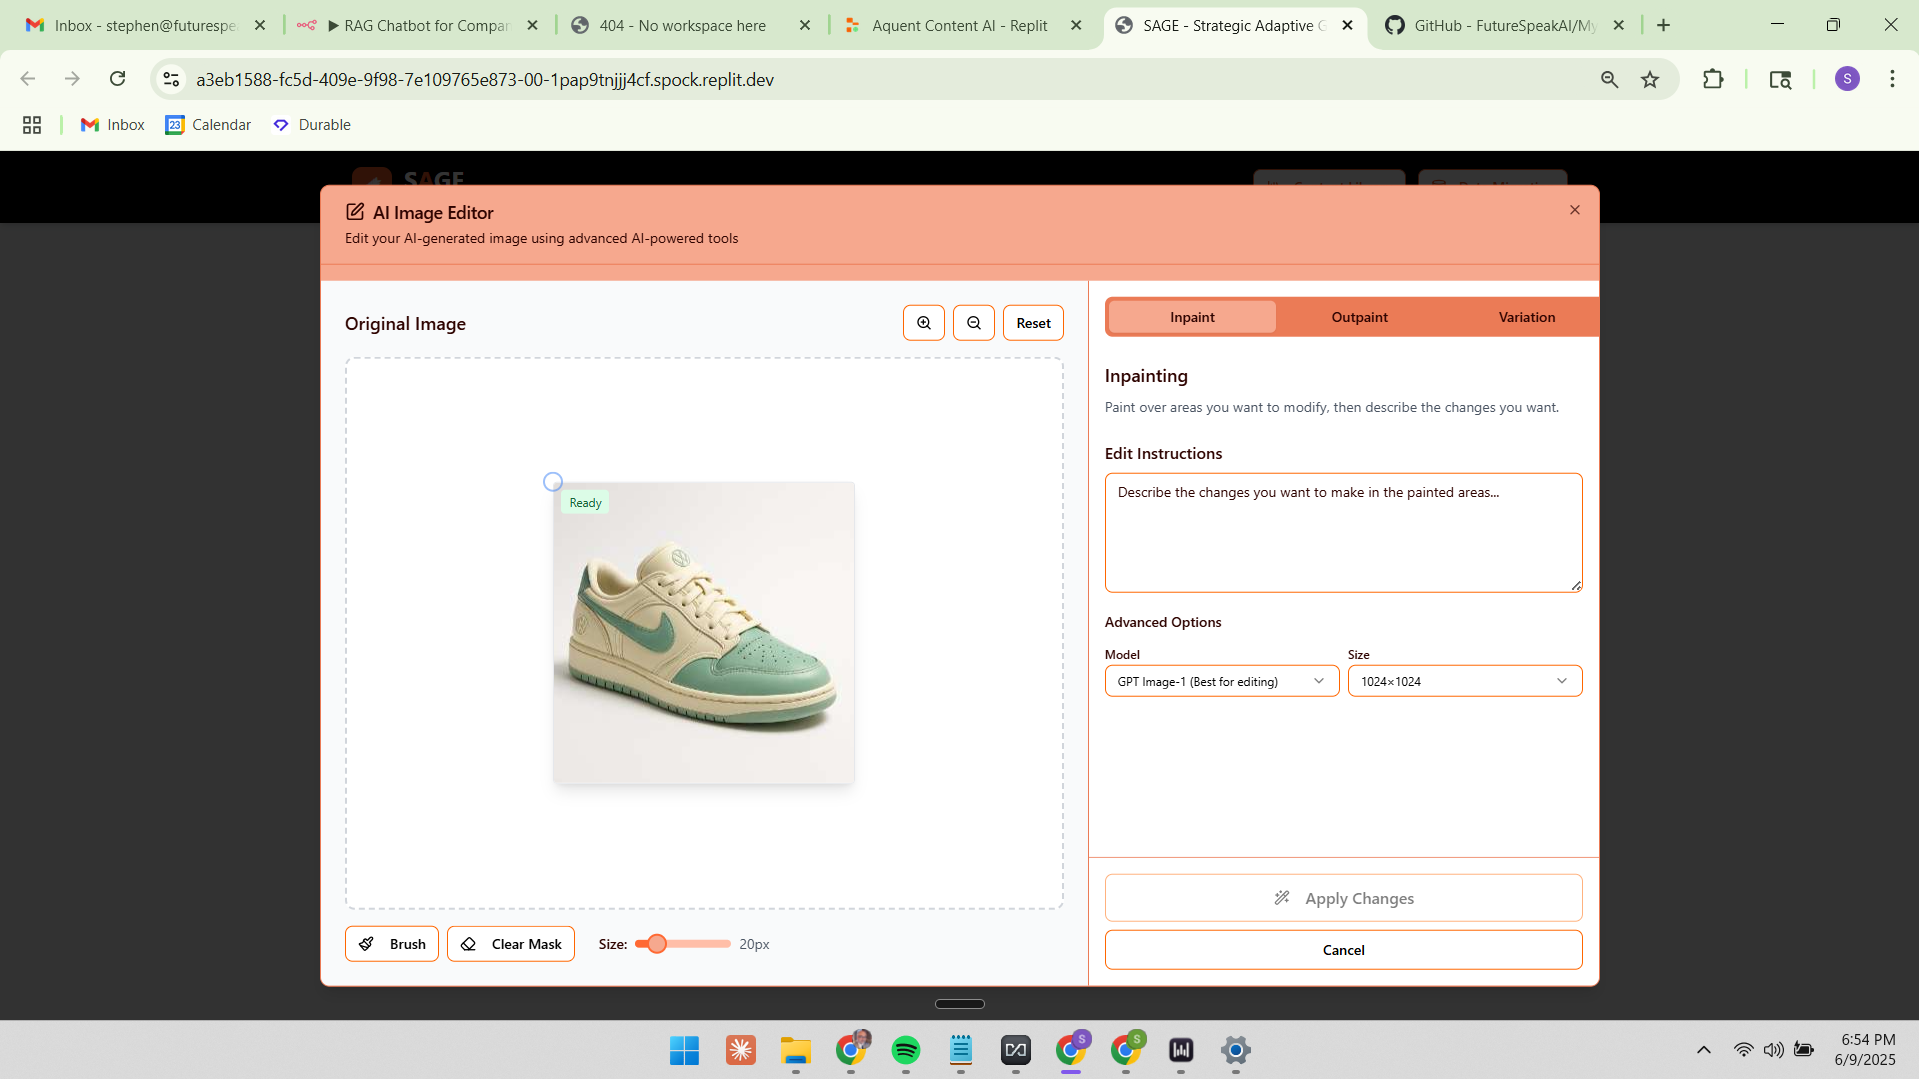 Inbox - stephen@futurespe
▶ RAG Chatbot for Compan
404 - No workspace here
Aquent Content AI - Replit
SAGE - Strategic Adaptive G
GitHub - FutureSpeakAI/My
a3eb1588-fc5d-409e-9f98-7e109765e873-00-1pap9tnjjj4cf.spock.replit.dev
S
Inbox
Calendar
Durable
SAGE
AI Image Editor
Edit your AI-generated image using advanced AI-powered tools
Original Image
Reset
Inpaint
Outpaint
Variation
Inpainting
Paint over areas you want to modify, then describe the changes you want.
Edit Instructions
Describe the changes you want to make in the painted areas...
Ready
Advanced Options
Model
Size
GPT Image-1 (Best for editing)
1024×1024
Apply Changes
Cancel
Brush
Clear Mask
Size:
20px
6:54 PM
6/9/2025